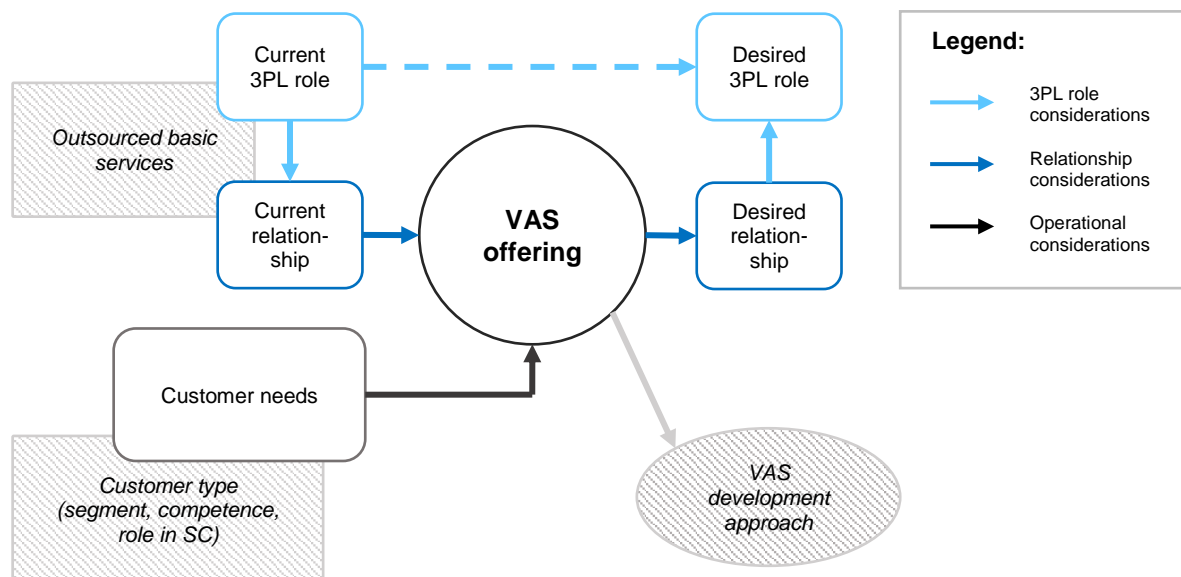 Current
3PL role
Desired
3PL role
Legend:
3PL role
considerations
Relationship
considerations
Operational
considerations
Outsourced basic
services
Current
relation-
ship
VAS
offering
Desired
relation-
ship
Customer needs
Customer type
(segment, competence,
role in SC)
VAS
development
approach